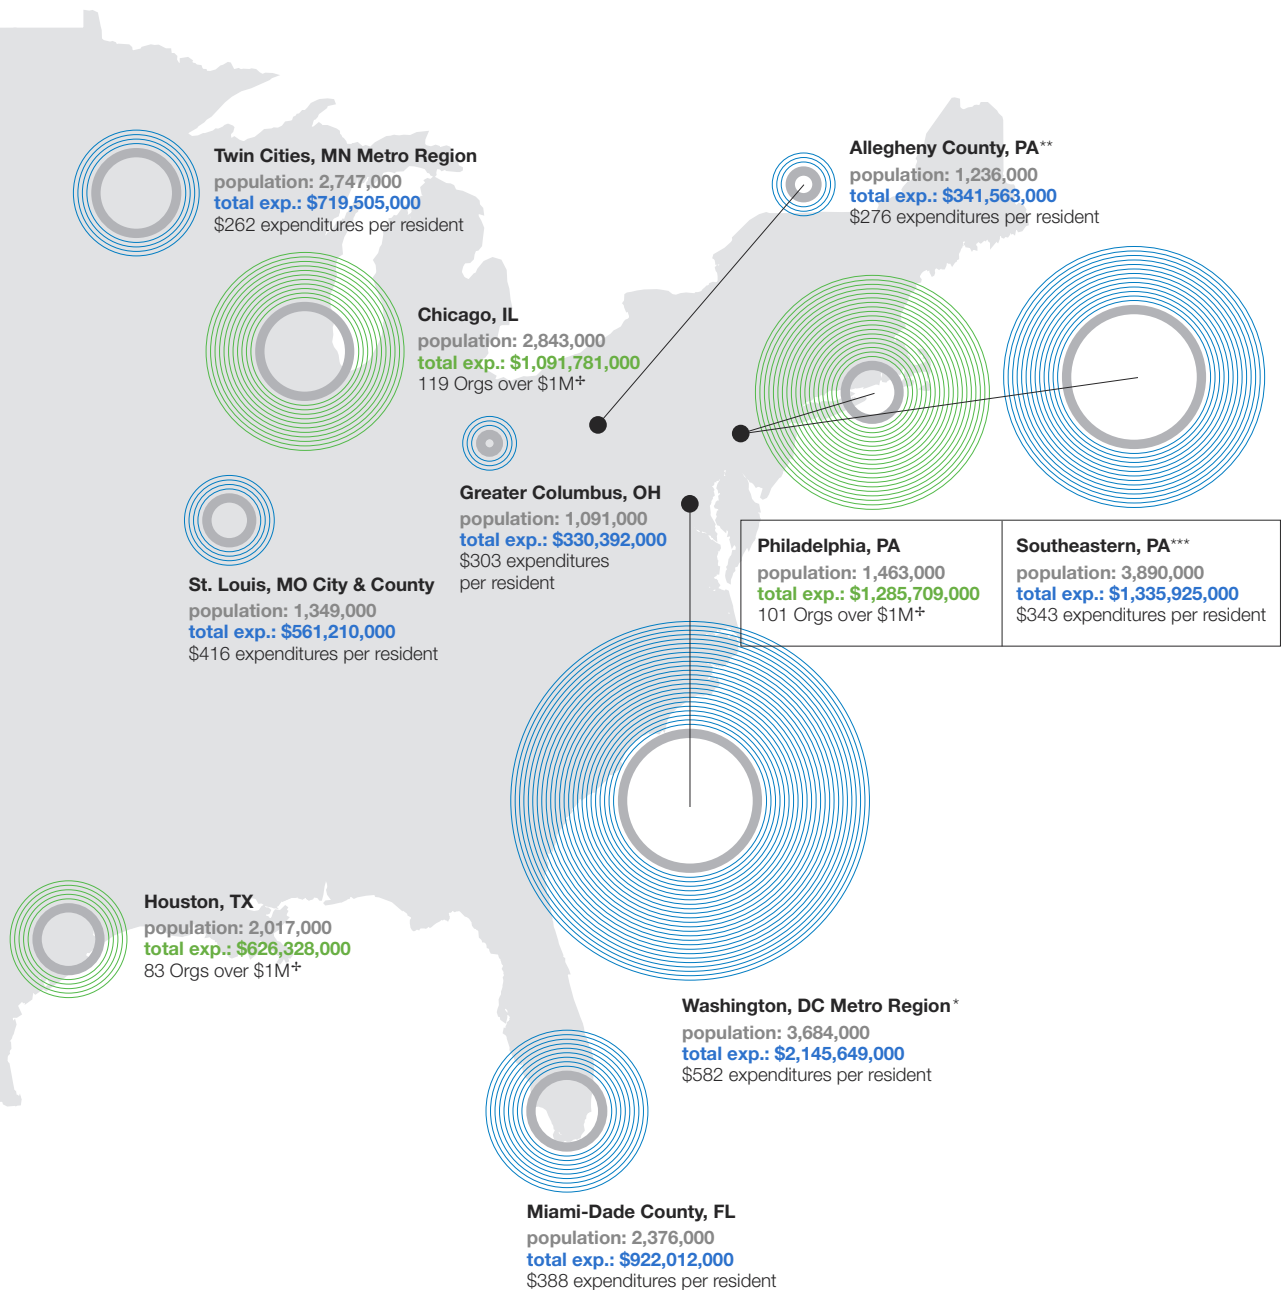 Twin Cities, MN Metro Region
population: 2,747,000
total exp.: $719,505,000
$262 expenditures per resident
Allegheny County, PA**
population: 1,236,000
total exp.: $341,563,000
$276 expenditures per resident
Chicago, IL
population: 2,843,000
total exp.: $1,091,781,000
119 Orgs over $1M✢
Greater Columbus, OH
population: 1,091,000
total exp.: $330,392,000
$303 expenditures
per resident
Philadelphia, PA
population: 1,463,000
total exp.: $1,285,709,000
101 Orgs over $1M✢
Southeastern, PA***
population: 3,890,000
total exp.: $1,335,925,000
$343 expenditures per resident
St. Louis, MO City & County
population: 1,349,000
total exp.: $561,210,000
$416 expenditures per resident
Houston, TX
population: 2,017,000
total exp.: $626,328,000
83 Orgs over $1M✢
Washington, DC Metro Region*
population: 3,684,000
total exp.: $2,145,649,000
$582 expenditures per resident
Miami-Dade County, FL
population: 2,376,000
total exp.: $922,012,000
$388 expenditures per resident